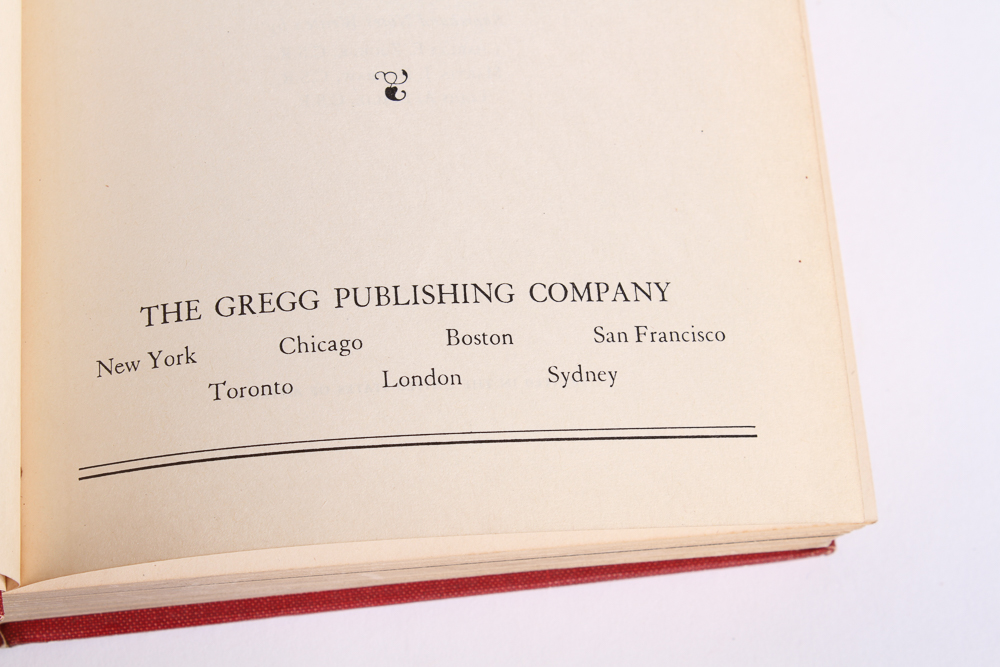 THE GREGG PUBLISHING COMPANY
New York Chicago Boston San Francisco
Toronto London Sydney